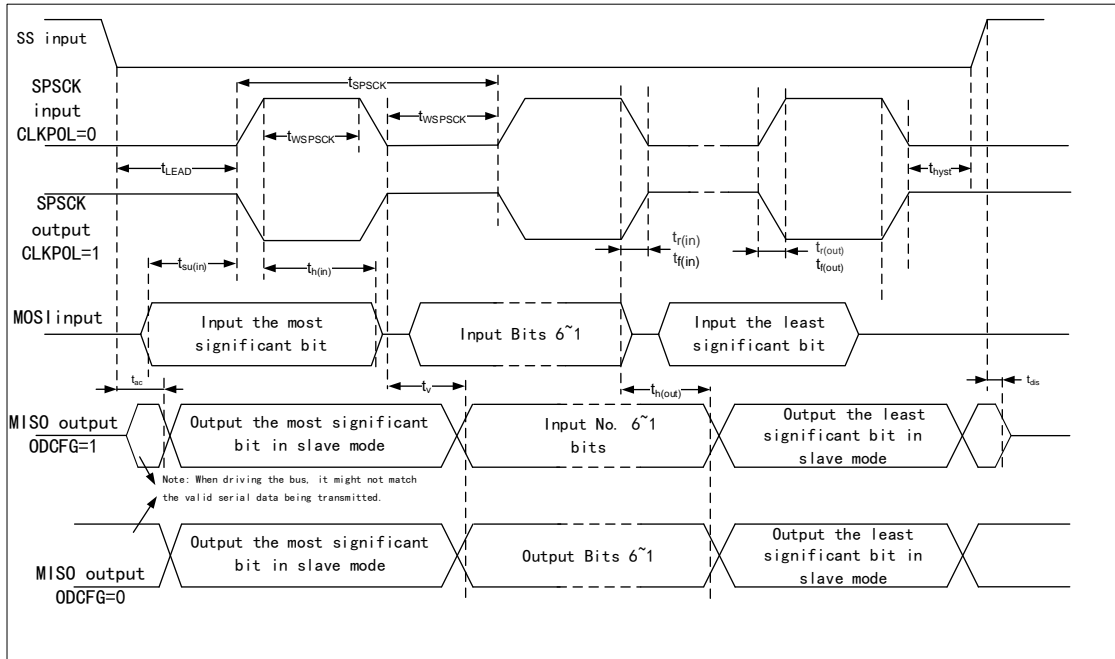 SS input
SPSCK
input
CLKPOL=0
tSPSCK
tWSPSCK
tWSPSCK
tLEAD
thyst
SPSCK
output
CLKPOL=1
tr(in)
tf(in)
tr(out)
tf(out)
tsu(in)
th(in)
MOSI input
Input the most
significant bit
Input Bits 6~1
Input the least
significant bit
tac
tv
th(out)
tdis
MISO output
ODCFG=1
Output the most significant
bit in slave mode
Input No. 6~1
bits
Output the least
significant bit in
slave mode
Note: When driving the bus, it might not match
the valid serial data being transmitted.
MISO output
ODCFG=0
Output the most significant
bit in slave mode
Output Bits 6~1
Output the least
significant bit in
slave mode